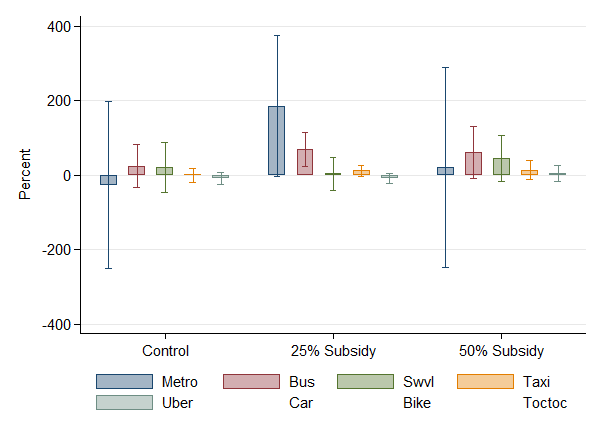 400
200
0
-200
-400
Percent
Control 25% Subsidy 50% Subsidy
Metro Bus Swvl Taxi
Uber Car Bike Toctoc